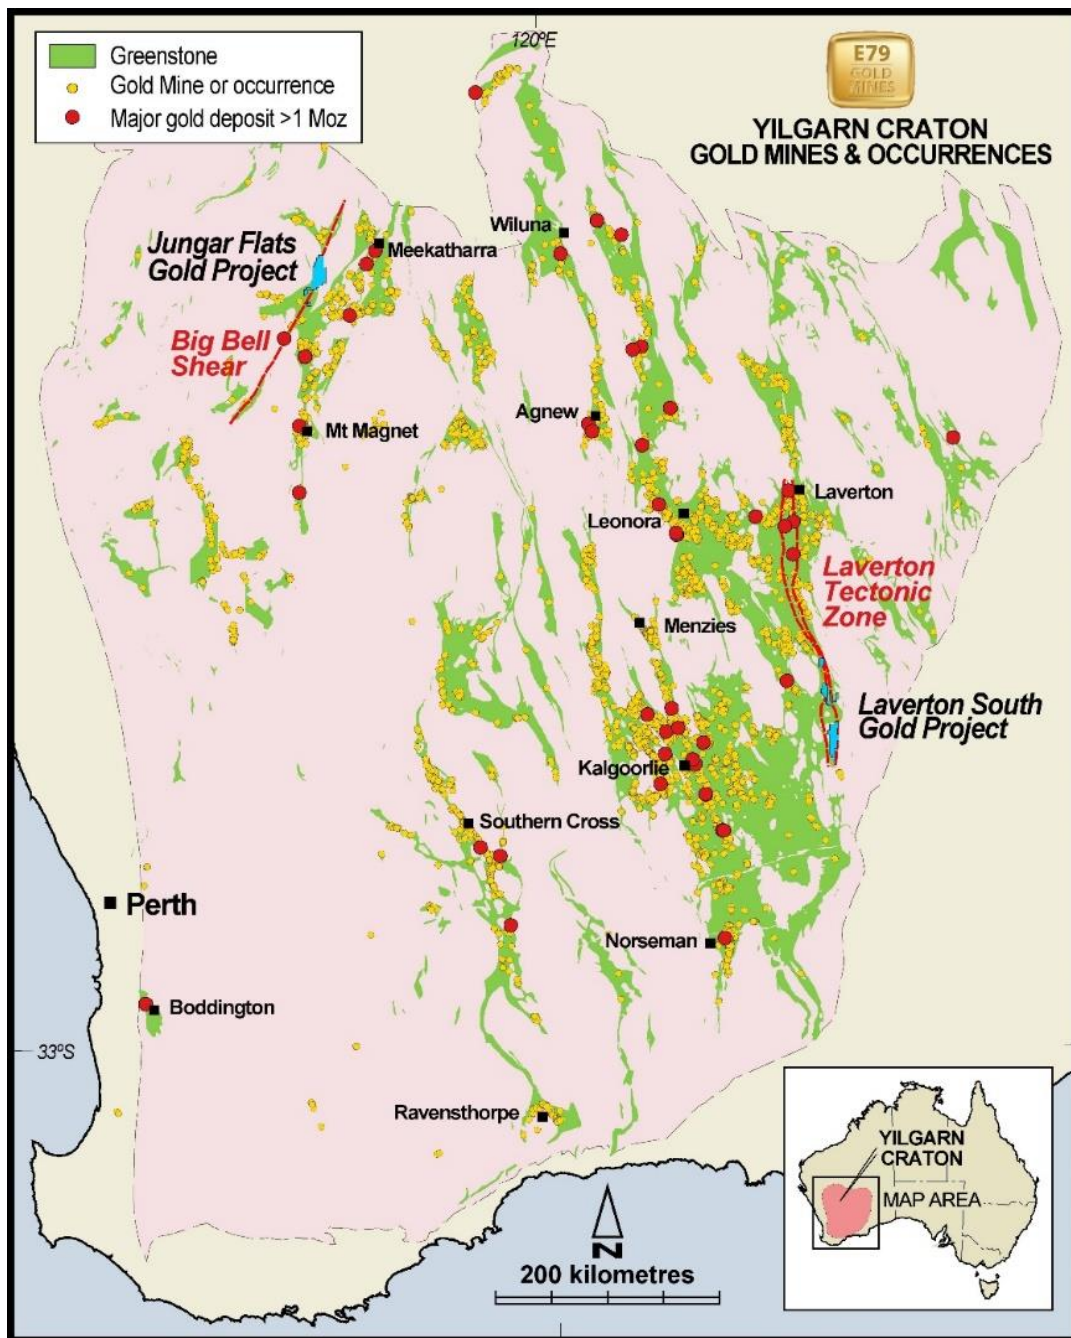 120ºE
Greenstone
Gold Mine or occurrence
Major gold deposit >1 Moz
E79
GOLD
MINES
YILGARN CRATON
GOLD MINES & OCCURRENCES
Wiluna
Jungar Flats
Gold Project
Meekatharra
Big Bell
Shear
Agnew
Mt Magnet
Laverton
Leonora
Laverton
Tectonic
Zone
Menzies
Laverton South
Gold Project
Kalgoorlie
Southern Cross
Perth
Norseman
Boddington
33ºS
Ravensthorpe
YILGARN
CRATON
MAP AREA
N
200 kilometres